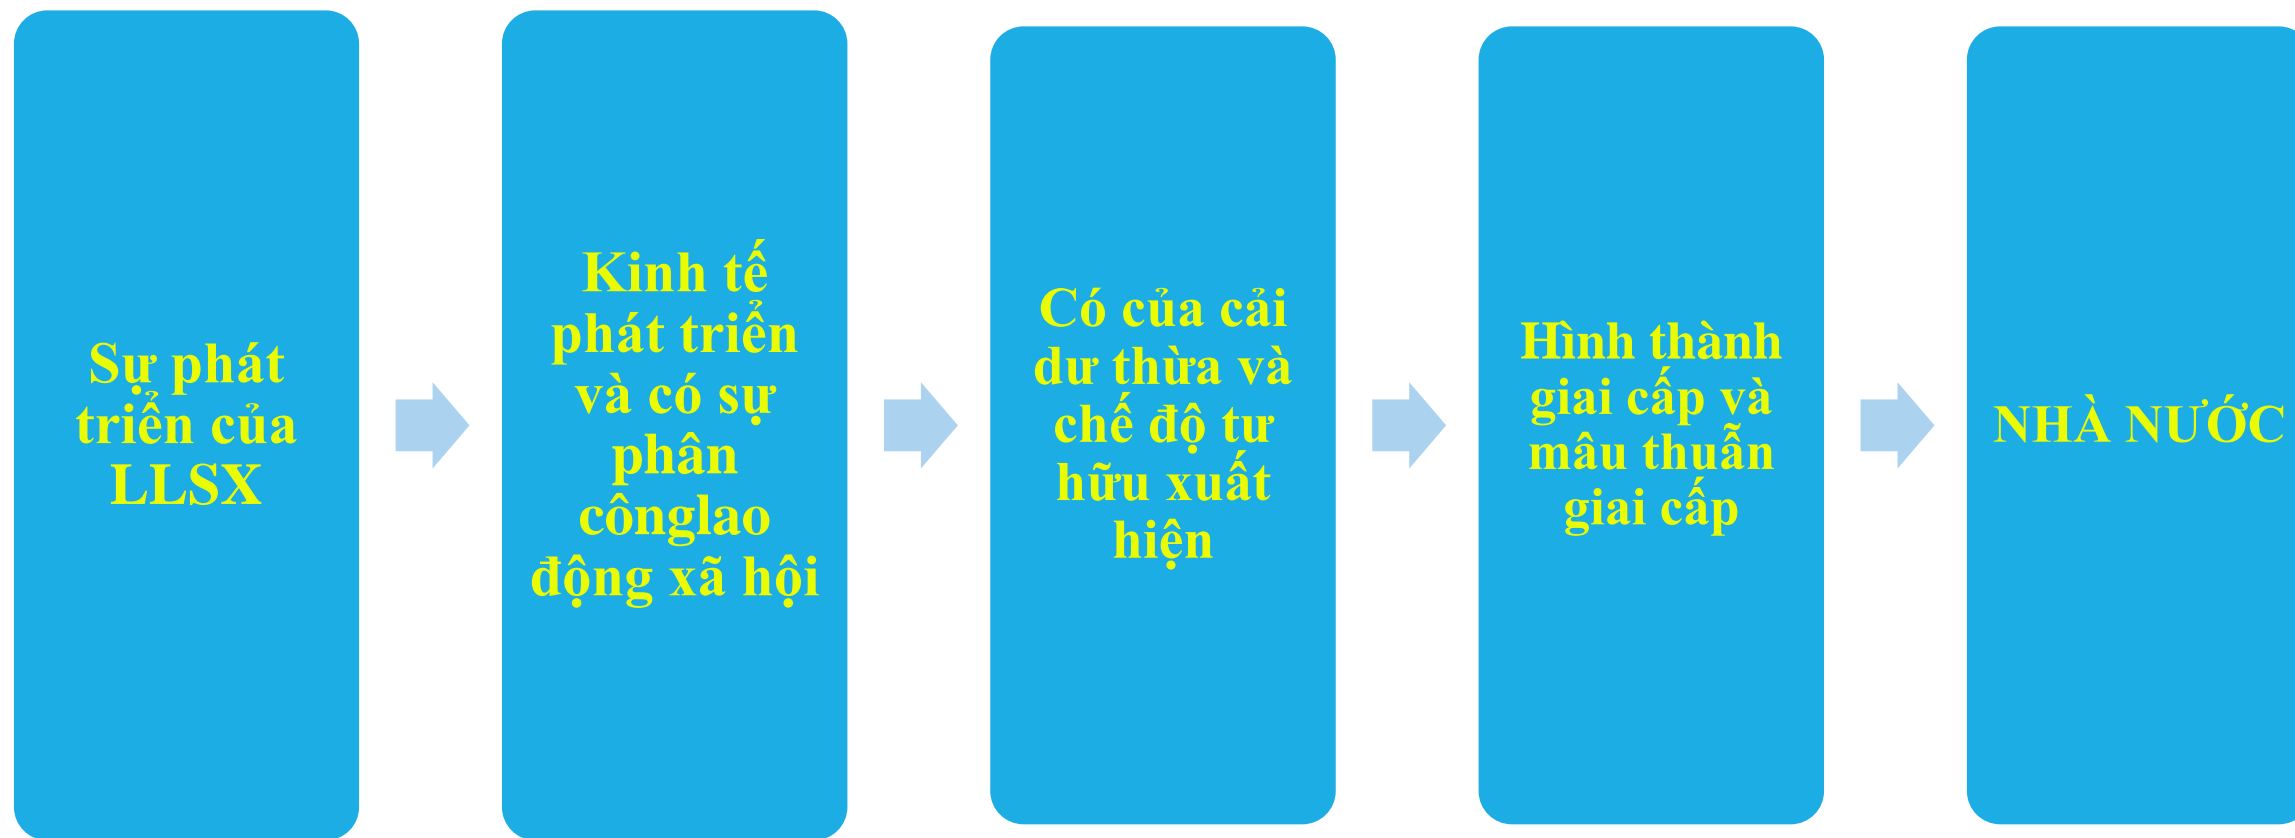 Sự phát
triển của
LLSX
Kinh tế
phát triển
và có sự
phân
cônglao
động xã hội
Có của cải
dư thừa và
chế độ tư
hữu xuất
hiện
Hình thành
giai cấp và
mâu thuẫn
giai cấp
NHÀ NƯỚC